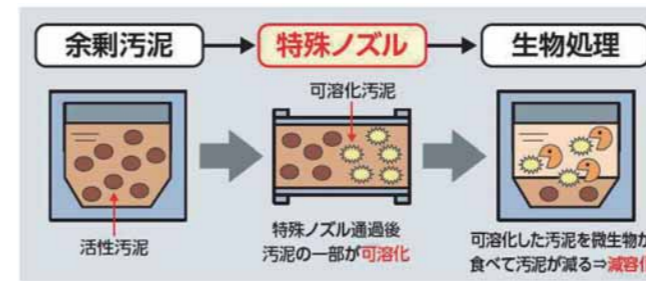 余剰汚泥
特殊ノズル
生物処理
可溶化汚泥
活性汚泥
特殊ノズル通過後
汚泥の一部が可溶化
可溶化した汚泥を微生物が
食べて汚泥が減る⇒減容化